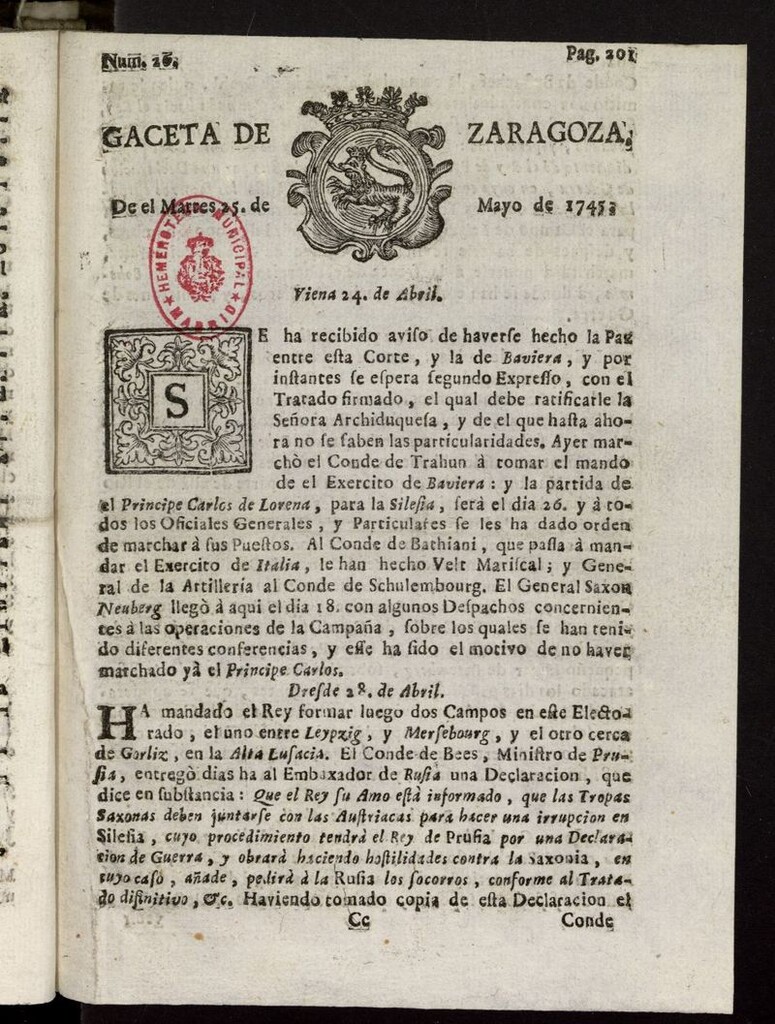 Num. 26.
Pag. 201
GACETA DE ZARAGOZA,
De el Martes 25. de Mayo de 1745.
HEMEROTECA MUNICIPAL
★ MADRID ★
Viena 24. de Abril.
SE ha recibido aviſo de haverſe hecho la Paz
entre eſta Corte, y la de Baviera, y por
inſtantes ſe eſpera ſegundo Expreſſo, con el
Tratado firmado, el qual debe ratificarle la
Señora Archiduqueſa, y de el que haſta aho-
ra no ſe ſaben las particularidades. Ayer mar-
chò el Conde de Trahun à tomar el mando
de el Exercito de Baviera: y la partida de
el Principe Carlos de Lorena, para la Sileſia, ſerà el dia 26. y à to-
dos los Oficiales Generales, y Particulares ſe les ha dado orden
de marchar à ſus Pueſtos. Al Conde de Bathiani, que paſſa à man-
dar el Exercito de Italia, le han hecho Velt Mariſcal; y Gene-
ral de la Artillerîa al Conde de Schulembourg. El General Saxon
Neuberg llegò à aqui el dia 18. con algunos Deſpachos concernien-
tes à las operaciones de la Campaña, ſobre los quales ſe han teni-
do diferentes conferencias, y eſſe ha ſido el motivo de no haver
marchado yà el Principe Carlos.
Dreſde 28. de Abril.
HA mandado el Rey formar luego dos Campos en eſte Electo-
rado, el uno entre Leypzig, y Merſebourg, y el otro cerca
de Gorliz, en la Alta Luſacia. El Conde de Bees, Miniſtro de Pru-
ſia, entregò dias ha al Embaxador de Ruſia una Declaracion, que
dice en ſubſtancia: Que el Rey ſu Amo eſtà informado, que las Tropas
Saxonas deben juntarſe con las Auſtriacas para hacer una irrupcion en
Sileſia, cuyo procedimiento tendrà el Rey de Pruſia por una Declara-
cion de Guerra, y obrarà haciendo hoſtilidades contra la Saxonia, en
cuyo caſo, añade, pedirà à la Ruſia los ſocorros, conforme al Trata-
do difinitivo, &c. Haviendo tomado copia de eſta Declaracion el
Cc Conde